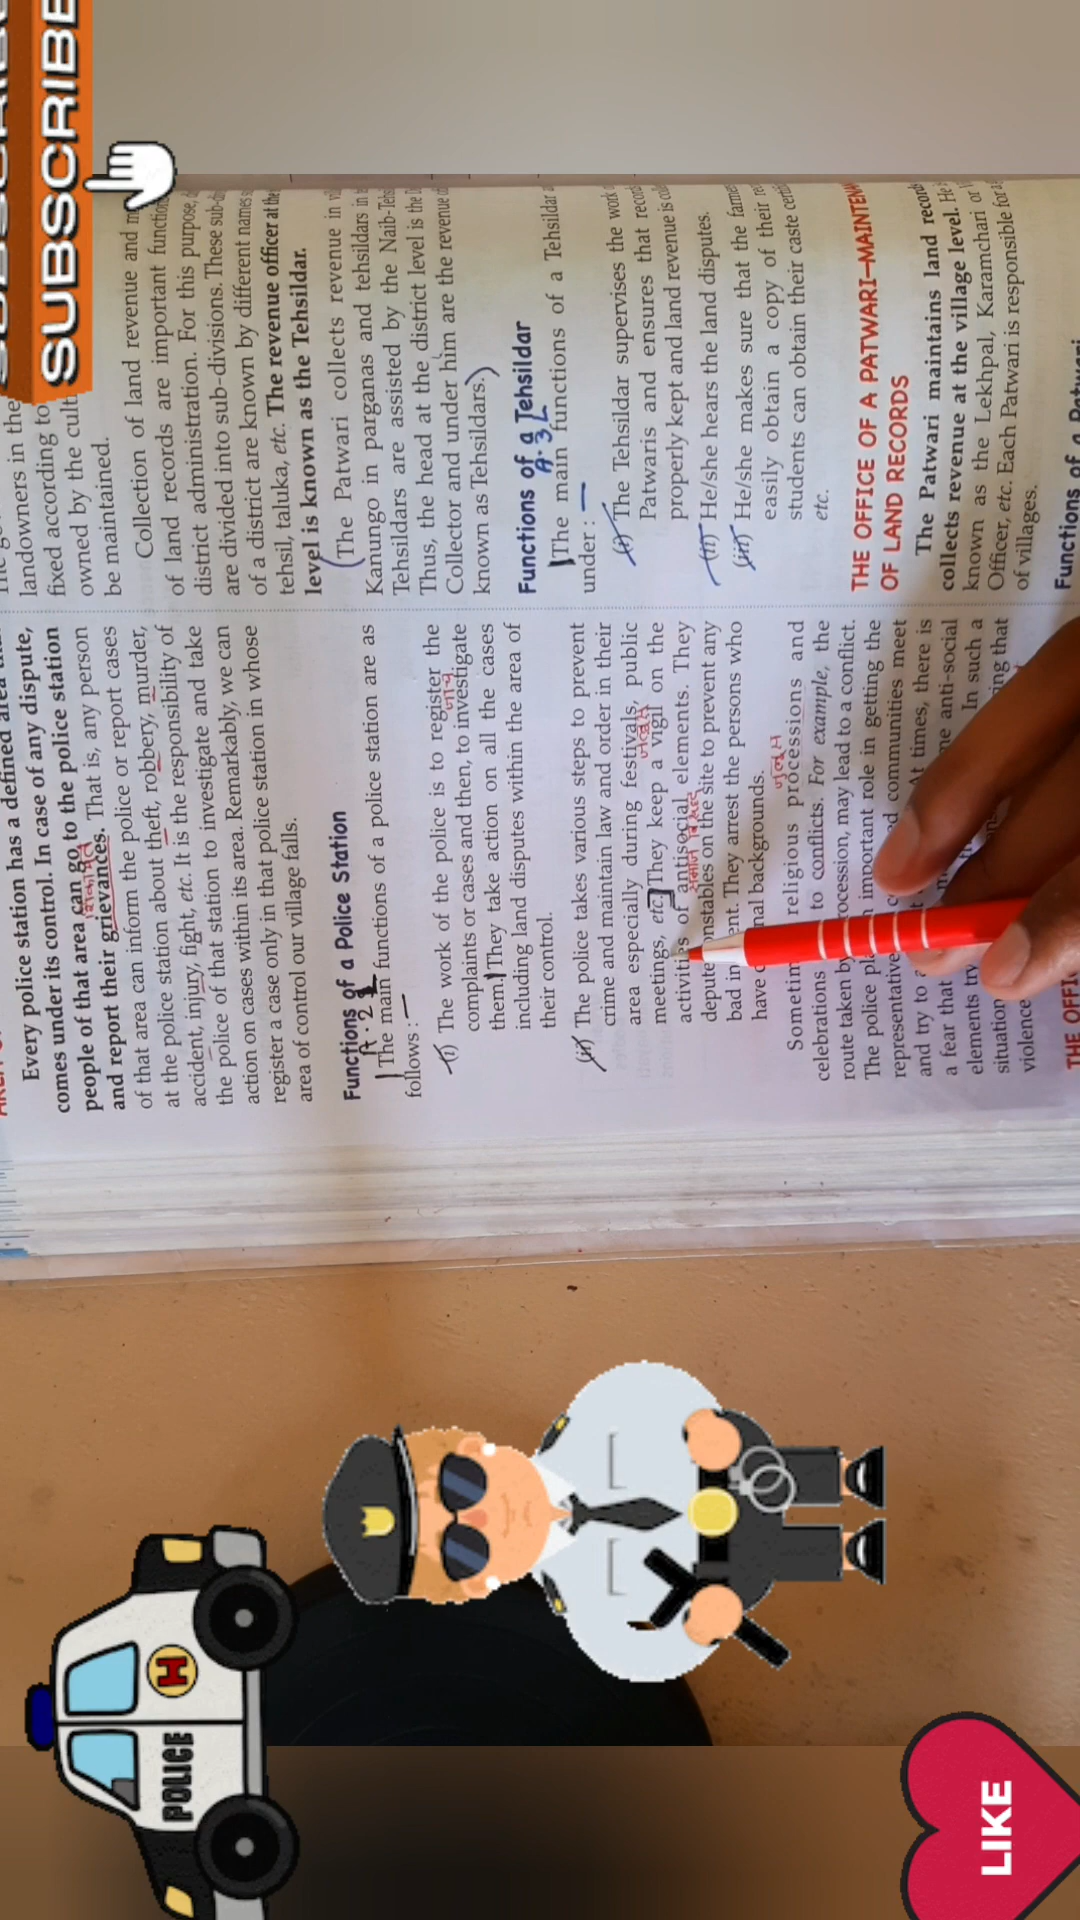 SUBSCRIBE
Every police station has a defined area
comes under its control. In case of any dispute,
people of that area can go to the police station
and report their grievances. That is, any person
of that area can inform the police or report cases
at the police station about theft, robbery, murder,
accident, injury, fight, etc. It is the responsibility of
the police of that station to investigate and take
action on cases within its area. Remarkably, we can
register a case only in that police station in whose
area of control our village falls.
Functions of a Police Station
A·2
The main functions of a police station are as
follows :—
(i) The work of the police is to register the
complaints or cases and then, to investigate
जाँच
them. They take action on all the cases
including land disputes within the area of
their control.
(ii) The police takes various steps to prevent
crime and maintain law and order in their
area especially during festivals, public
meetings, etc. They keep a vigil on the
activities of antisocial elements. They
on the site to prevent any
bad in ent. They arrest the persons who
have nal backgrounds.
religious processions and
जुलूस
celebrations to conflicts. For example, the
route taken by rocession, may lead to a conflict.
The police important role in getting the
communities meet
and try to At times, there is
a fear that anti-social
elements try In such a
situation ing that
violence
THE OFFI
landowners in the
fixed according to
owned by the cult
be maintained.
Collection of land revenue and
of land records are important function
district administration. For this purpose,
are divided into sub-divisions. These sub-di
of a district are known by different names
tehsil, taluka, etc. The revenue officer at the
level is known as the Tehsildar.
(The Patwari collects revenue in
Kanungo in parganas and tehsildars in
Tehsildars are assisted by the Naib-Tehs
Thus, the head at the district level is the
Collector and under him are the revenue
known as Tehsildars.)
Functions of a Tehsildar
A·3
The main functions of a Tehsildar
under :—
(i) The Tehsildar supervises the work
Patwaris and ensures that records
properly kept and land revenue is
(ii) He/she hears the land disputes.
(iii) He/she makes sure that the farmers
easily obtain a copy of their
students can obtain their caste
etc.
THE OFFICE OF A PATWARI—MAINTENA
OF LAND RECORDS
The Patwari maintains land records
collects revenue at the village level. He
known as the Lekhpal, Karamchari or
Officer, etc. Each Patwari is responsible for a
of villages.
Functions of a Patwari
POLICE
H
LIKE